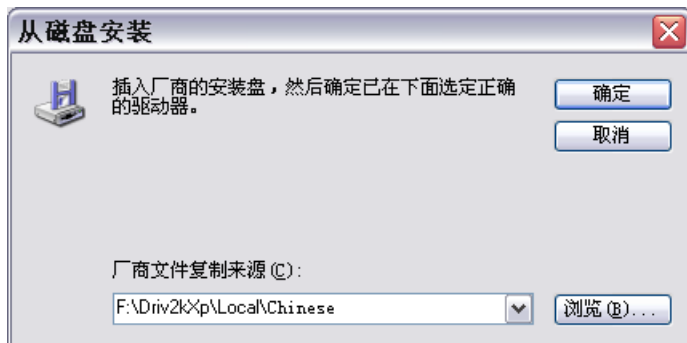 从磁盘安装
插入厂商的安装盘，然后确定已在下面选定正确
的驱动器。
确定
取消
厂商文件复制来源(C):
F:\Driv2kXp\Local\Chinese
浏览(B)...